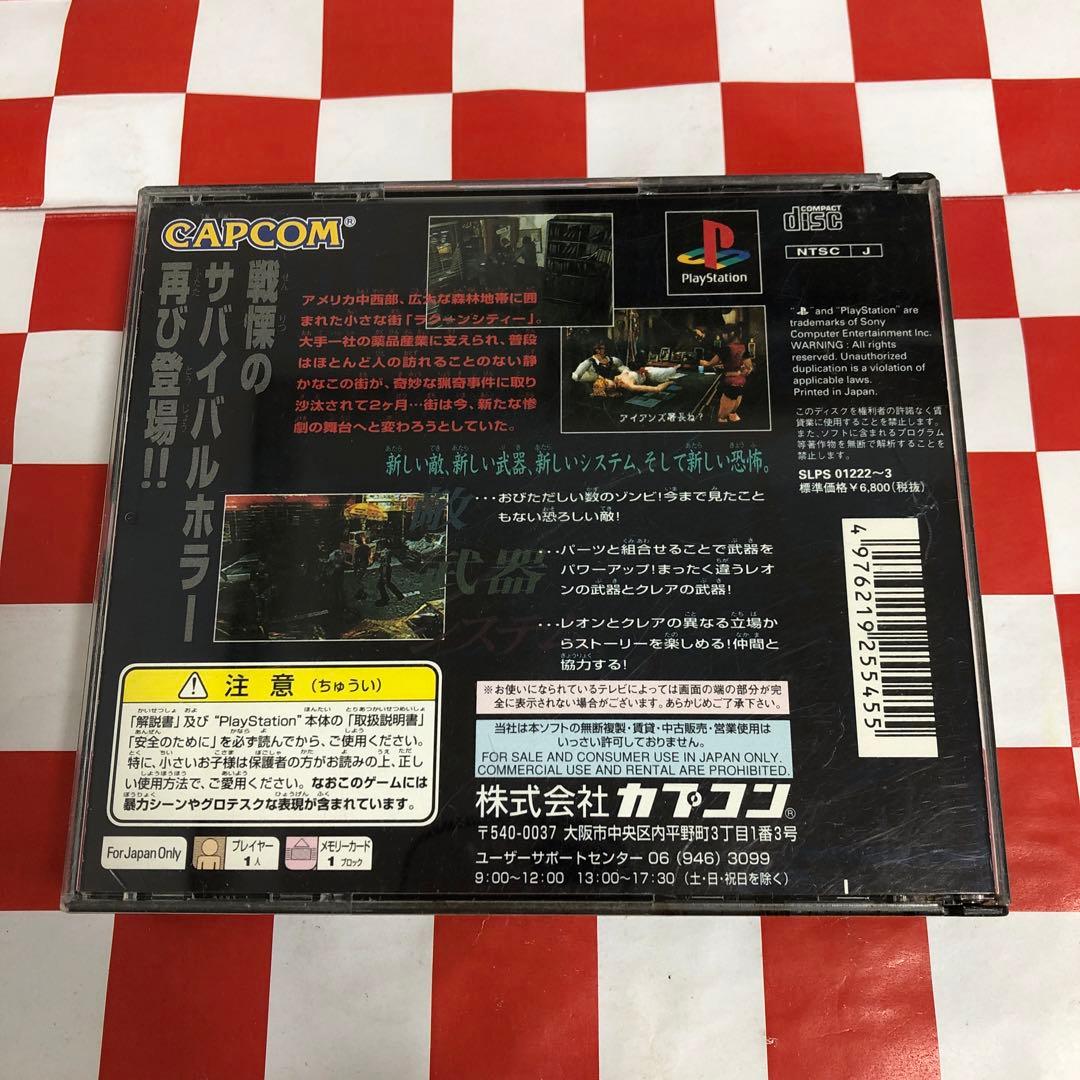 CAPCOM®
戦慄の
サバイバルホラー
再び登場!!
アメリカ中西部、広大な森林地帯に囲
まれた小さな街「ラクーンシティー」。
大手一社の薬品産業に支えられ、普段
はほとんど人の訪れることのない静
かなこの街が、奇妙な猟奇事件に取り
沙汰されて2ヶ月…街は今、新たな惨
劇の舞台へと変わろうとしていた。
PlayStation
COMPACT
disc
NTSC J
" " and "PlayStation" are
trademarks of Sony
Computer Entertainment Inc.
WARNING : All rights
reserved. Unauthorized
duplication is a violation of
applicable laws.
Printed in Japan.
このディスクを権利者の許諾なく賃
貸業に使用することを禁止します。
また、ソフトに含まれるプログラム
等著作物を無断で解析することを
禁止します。
SLPS 01222〜3
標準価格¥6,800(税抜)
アイアンズ署長ね?
新しい敵、新しい武器、新しいシステム、そして新しい恐怖。
敵
・・・おびただしい数のゾンビ!今まで見たこと
もない恐ろしい敵!
武器
・・・パーツと組合せることで武器を
パワーアップ!まったく違うレオ
ンの武器とクレアの武器!
システム
・・・レオンとクレアの異なる立場か
らストーリーを楽しめる!仲間と
協力する!
4976219255455
注意(ちゅうい)
「解説書」及び"PlayStation"本体の「取扱説明書」
「安全のために」を必ず読んでから、ご使用ください。
特に、小さいお子様は保護者の方がお読みの上、正し
い使用方法で、ご愛用ください。なおこのゲームには
暴力シーンやグロテスクな表現が含まれています。
※お使いになられているテレビによっては画面の端の部分が完
全に表示されない場合がございます。あらかじめご了承下さい。
当社は本ソフトの無断複製・賃貸・中古販売・営業使用は
いっさい許可しておりません。
FOR SALE AND CONSUMER USE IN JAPAN ONLY.
COMMERCIAL USE AND RENTAL ARE PROHIBITED.
株式会社カプコン®
〒540-0037 大阪市中央区内平野町3丁目1番3号
ユーザーサポートセンター 06(946)3099
9:00〜12:00 13:00〜17:30(土・日・祝日を除く)
For Japan Only
プレイヤー
1人
メモリーカード
1ブロック